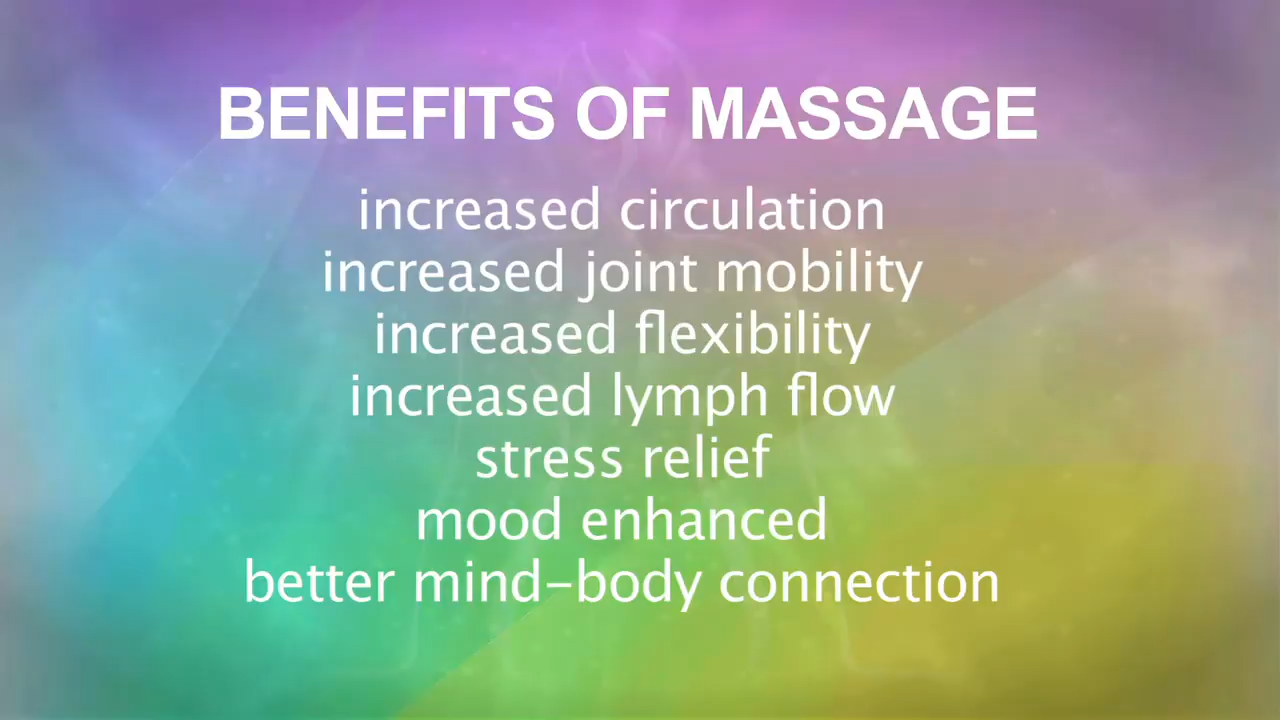 BENEFITS OF MASSAGE
increased circulation
increased joint mobility
increased flexibility
increased lymph flow
stress relief
mood enhanced
better mind-body connection